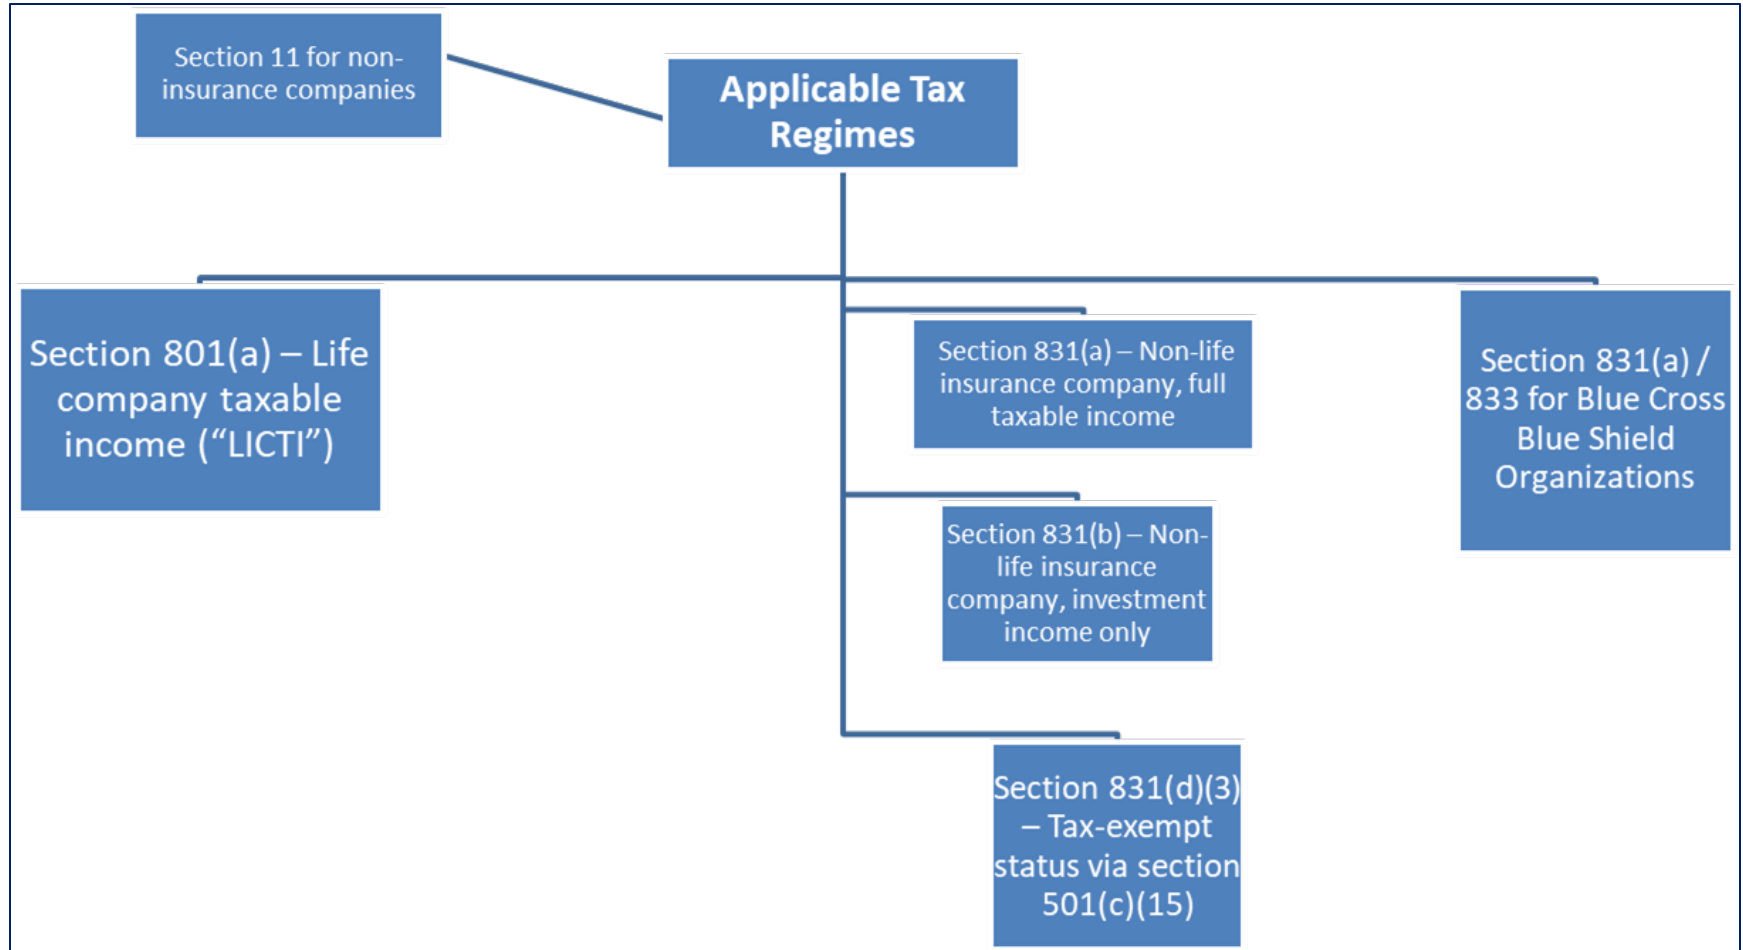 Section 11 for non-
insurance companies
Applicable Tax
Regimes
Section 801(a) – Life
company taxable
income (“LICTI”)
Section 831(a) – Non-life
insurance company, full
taxable income
Section 831(b) – Non-
life insurance
company, investment
income only
Section 831(d)(3)
– Tax-exempt
status via section
501(c)(15)
Section 831(a) /
833 for Blue Cross
Blue Shield
Organizations